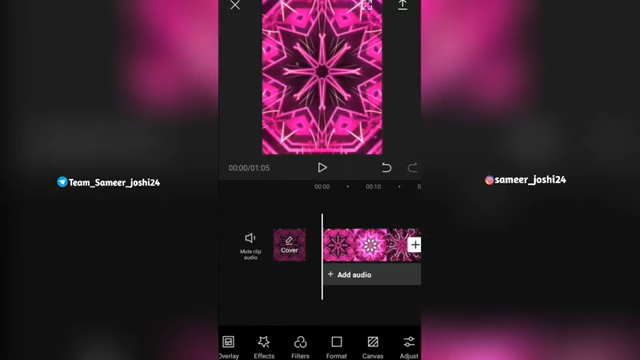 00:00/01:05
00:00
00:10
0
Team_Sameer_joshi24
sameer_joshi24
Mute clip
audio
Cover
+ Add audio
Overlay
Effects
Filters
Format
Canvas
Adjust